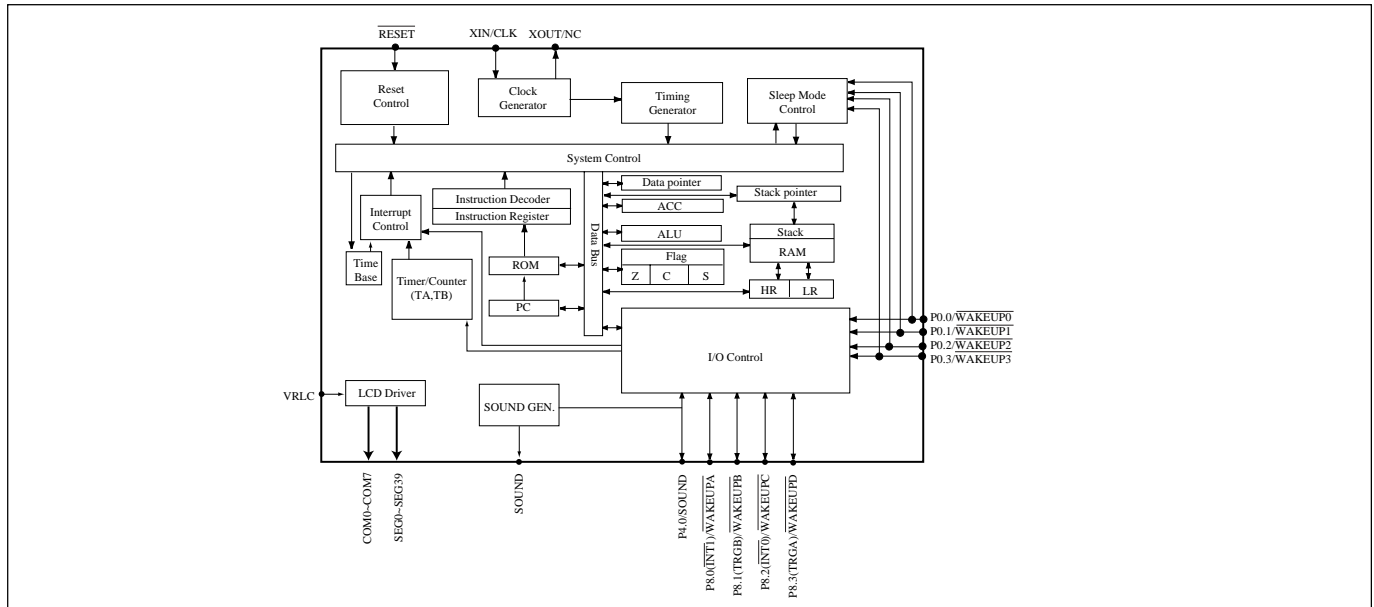 RESET
XIN/CLK
XOUT/NC
Reset
Control
Clock
Generator
Timing
Generator
Sleep Mode
Control
System Control
Interrupt
Control
Instruction Decoder
Instruction Register
Data Bus
Data pointer
Stack pointer
ACC
ALU
Stack
RAM
Flag
Z
C
S
HR
LR
Time
Base
Timer/Counter
(TA,TB)
ROM
PC
I/O Control
P0.0/WAKEUP0
P0.1/WAKEUP1
P0.2/WAKEUP2
P0.3/WAKEUP3
VRLC
LCD Driver
SOUND GEN.
COM0~COM7
SEG0~SEG39
SOUND
P4.0/SOUND
P8.0(INT1)/WAKEUPA
P8.1(TRGB)/WAKEUPB
P8.2(INT0)/WAKEUPC
P8.3(TRGA)/WAKEUPD